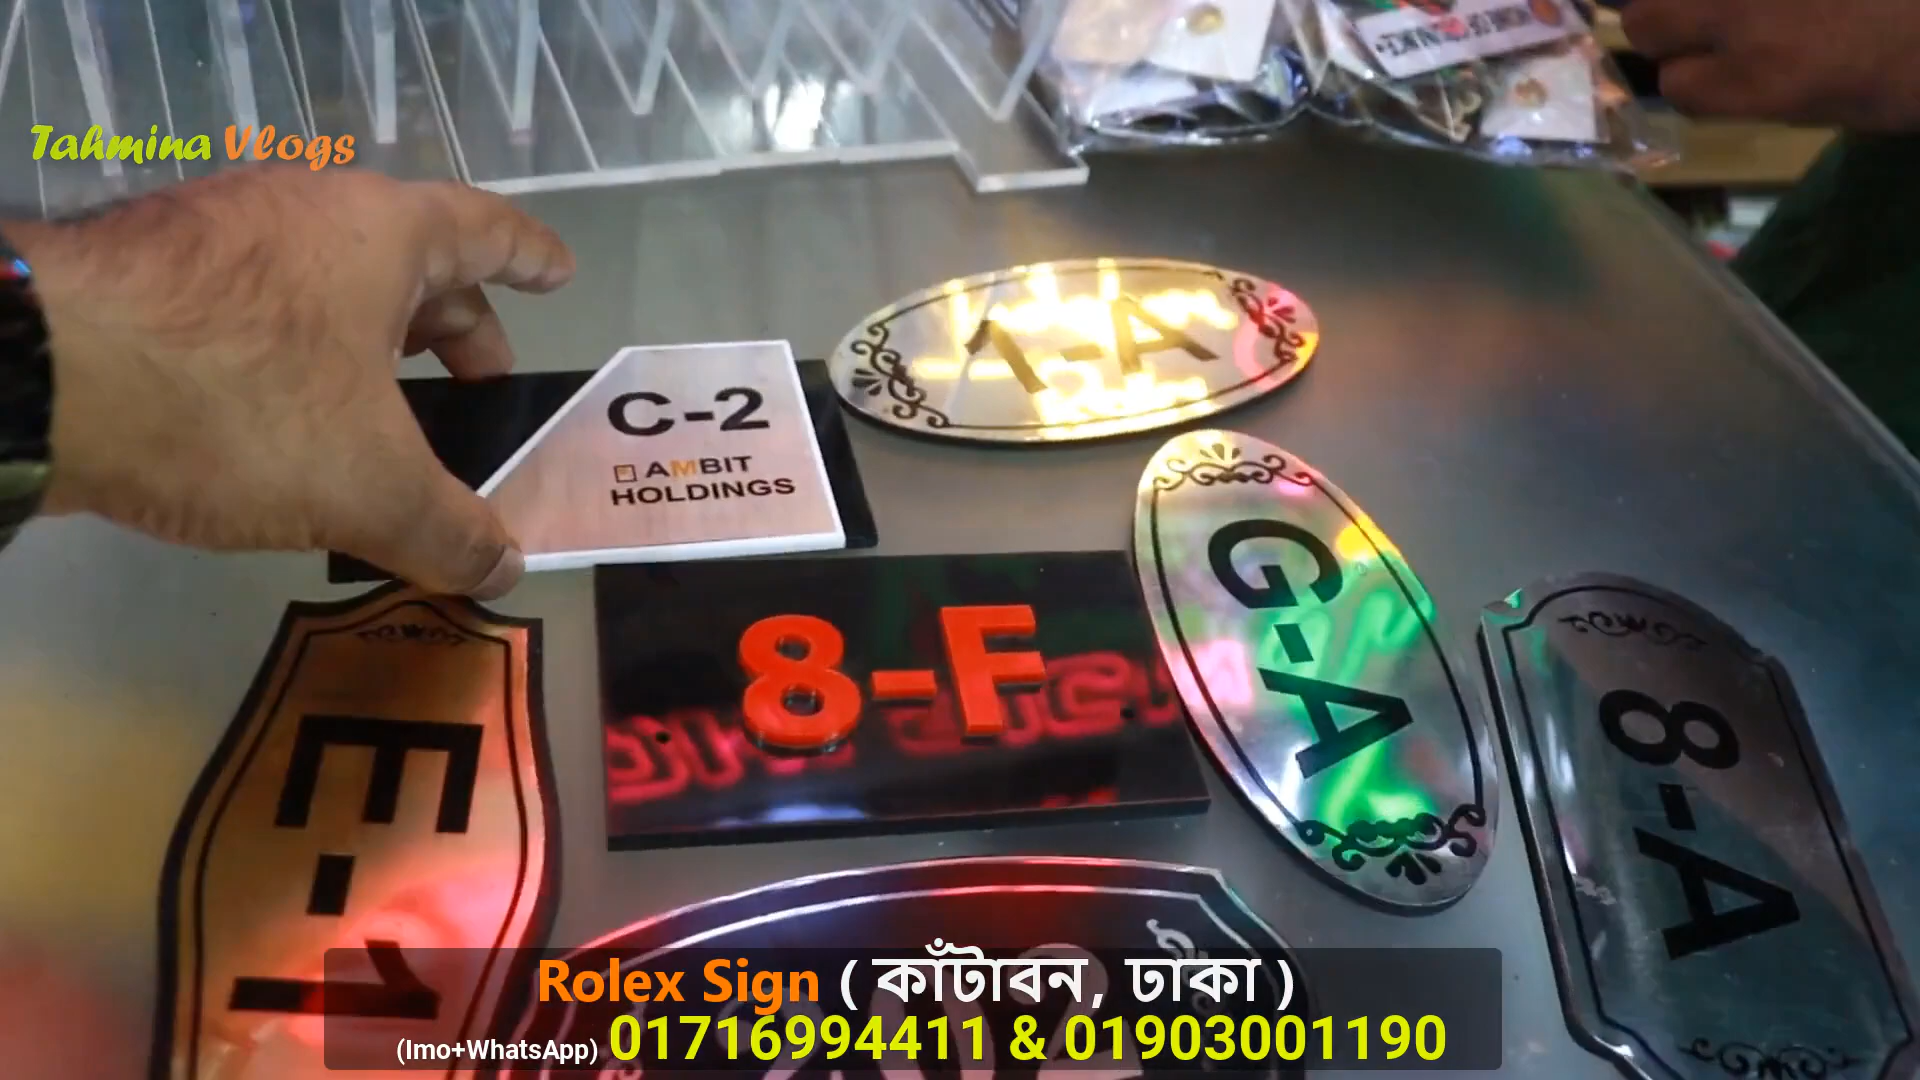 Tahmina Vlogs
1-A
C-2
AMBIT
HOLDINGS
G-A
8-F
8-A
E-1
Rolex Sign ( কাঁটাবন, ঢাকা )
(Imo+WhatsApp) 01716994411 & 01903001190